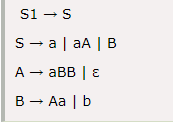 S1 → S
S → a | aA | B
A → aBB | ε
B → Aa | b